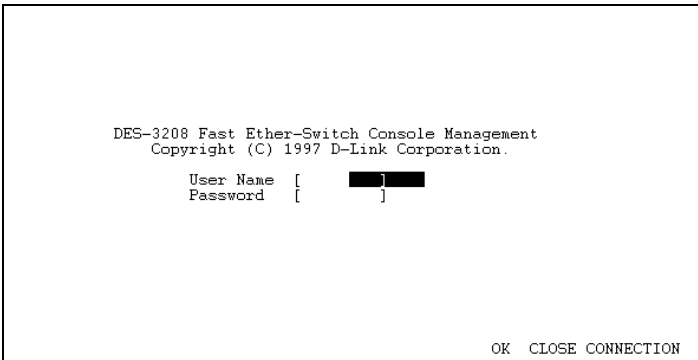 DES-3208 Fast Ether-Switch Console Management
Copyright (C) 1997 D-Link Corporation.
User Name [ ]
Password [ ]
OK CLOSE CONNECTION